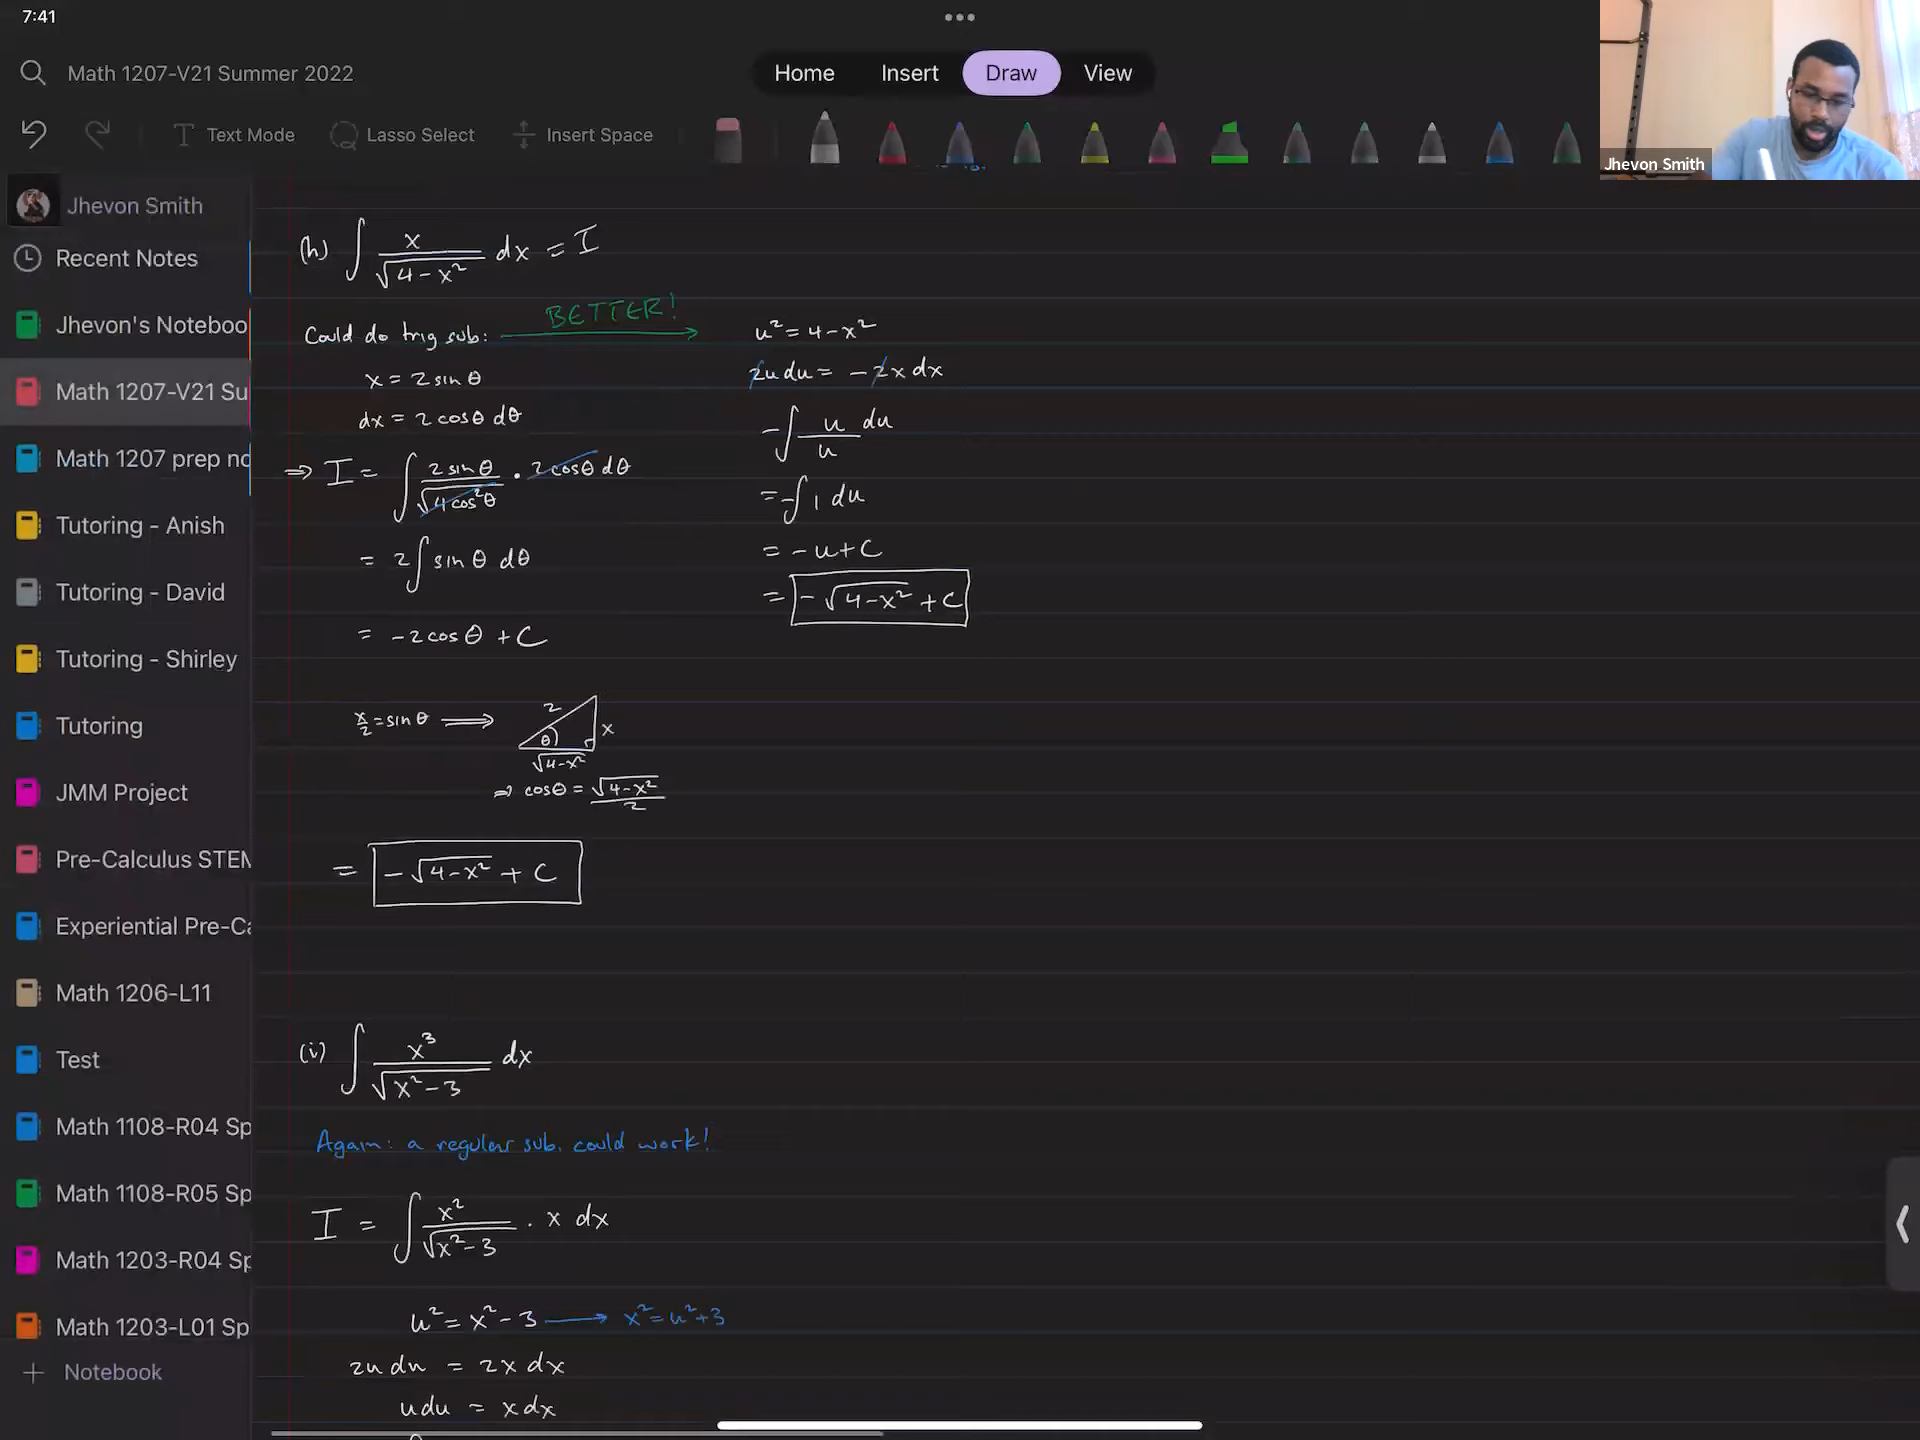 7:41
Math 1207-V21 Summer 2022
Home Insert Draw View
Text Mode Lasso Select Insert Space
Jhevon Smith
Jhevon Smith
Recent Notes
Jhevon's Noteboo
Math 1207-V21 Su
Math 1207 prep no
Tutoring - Anish
Tutoring - David
Tutoring - Shirley
Tutoring
JMM Project
Pre-Calculus STEM
Experiential Pre-Ca
Math 1206-L11
Test
Math 1108-R04 Sp
Math 1108-R05 Sp
Math 1203-R04 Sp
Math 1203-L01 Sp
Notebook
(h) ∫ x/√(4-x²) dx = I
Could do trig sub:
BETTER!
x = 2 sin θ
dx = 2 cosθ dθ
⇒ I = ∫ 2 sin θ/√(4cos²θ) · 2 cosθ dθ
= 2∫ sin θ dθ
= -2cos θ + C
x/2 = sin θ ⟹
2
θ
x
√(4-x²)
⇒ cosθ = √(4-x²)/2
= -√(4-x²) + C
u² = 4-x²
2u du = -2x dx
-∫ u/u du
= -∫ 1 du
= -u + C
= -√(4-x²) + C
(i) ∫ x³/√(x²-3) dx
Again: a regular sub. could work!
I = ∫ x²/√(x²-3) · x dx
u² = x² - 3 → x² = u² + 3
2u du = 2x dx
u du = x dx